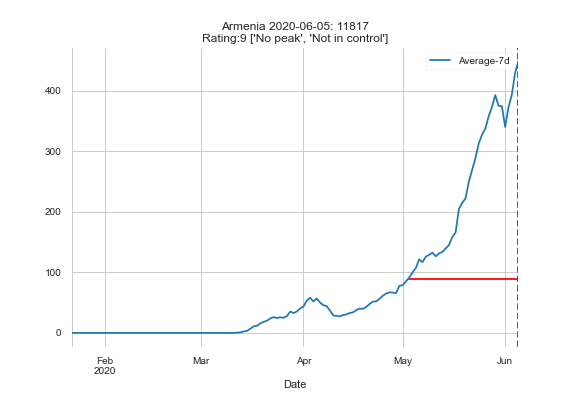 Armenia 2020-06-05: 11817
Rating:9 ['No peak', 'Not in control']
Average-7d
400
300
200
100
0
Feb
2020
Mar
Apr
May
Jun
Date